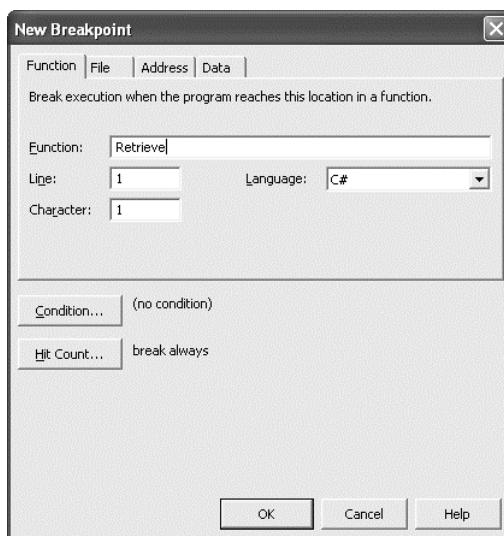 New Breakpoint
Function File Address Data
Break execution when the program reaches this location in a function.
Function: Retrieve
Line: 1 Language: C#
Character: 1
Condition... (no condition)
Hit Count... break always
OK Cancel Help